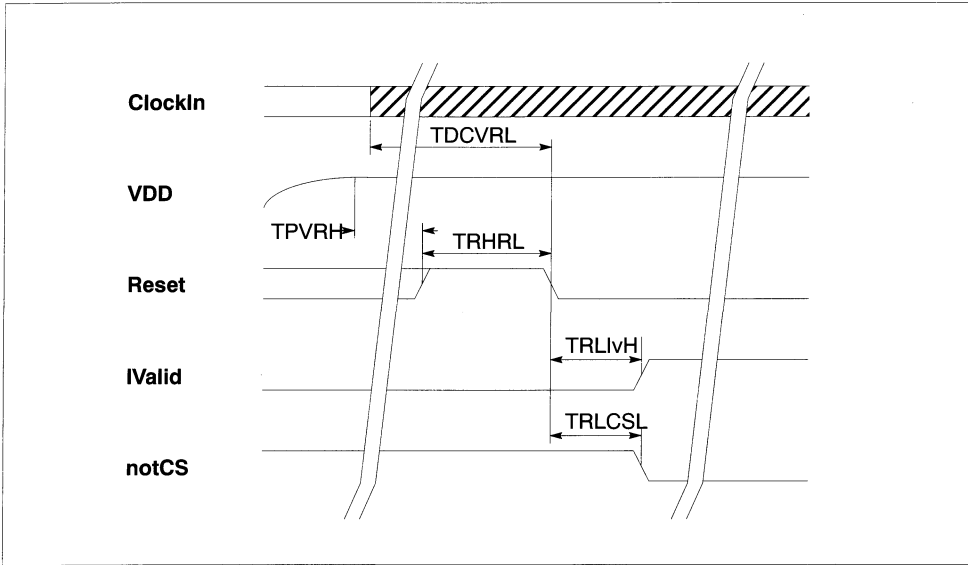 ClockIn
TDCVRL
VDD
TPVRH
TRHRL
Reset
TRLIvH
IValid
TRLCSL
notCS